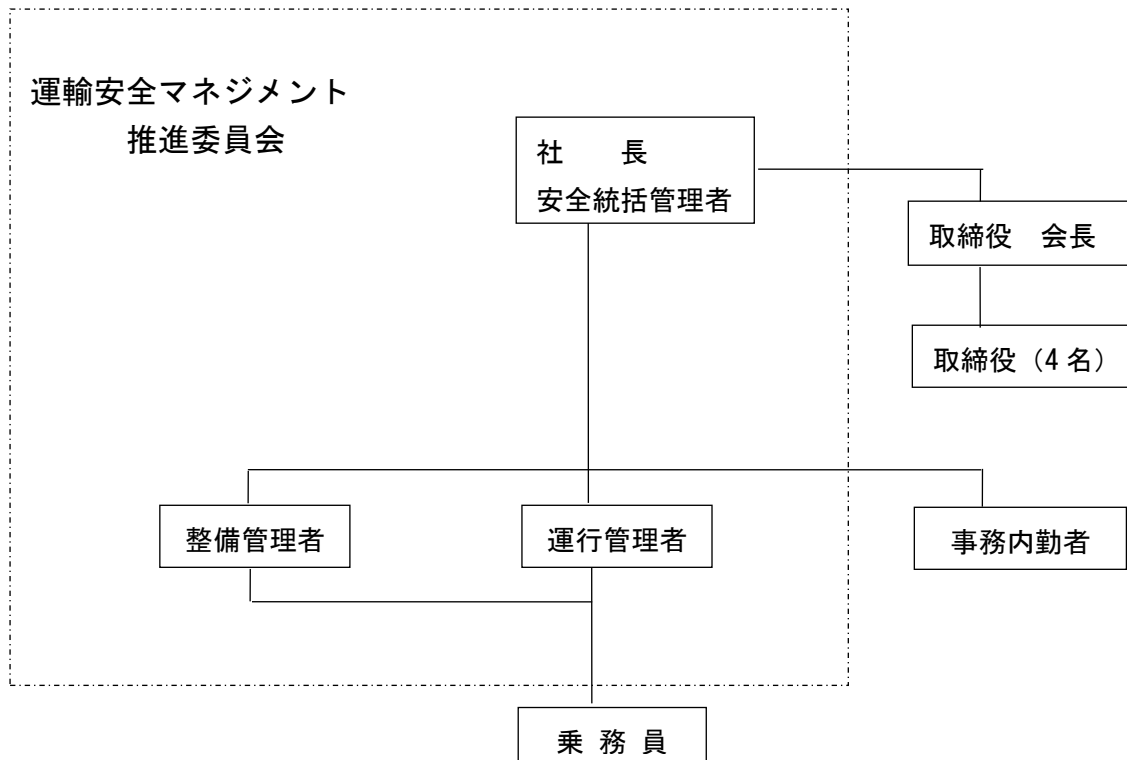 運輸安全マネジメント
推進委員会
社　　長
安全統括管理者
取締役　会長
取締役（4 名）
整備管理者
運行管理者
事務内勤者
乗 務 員